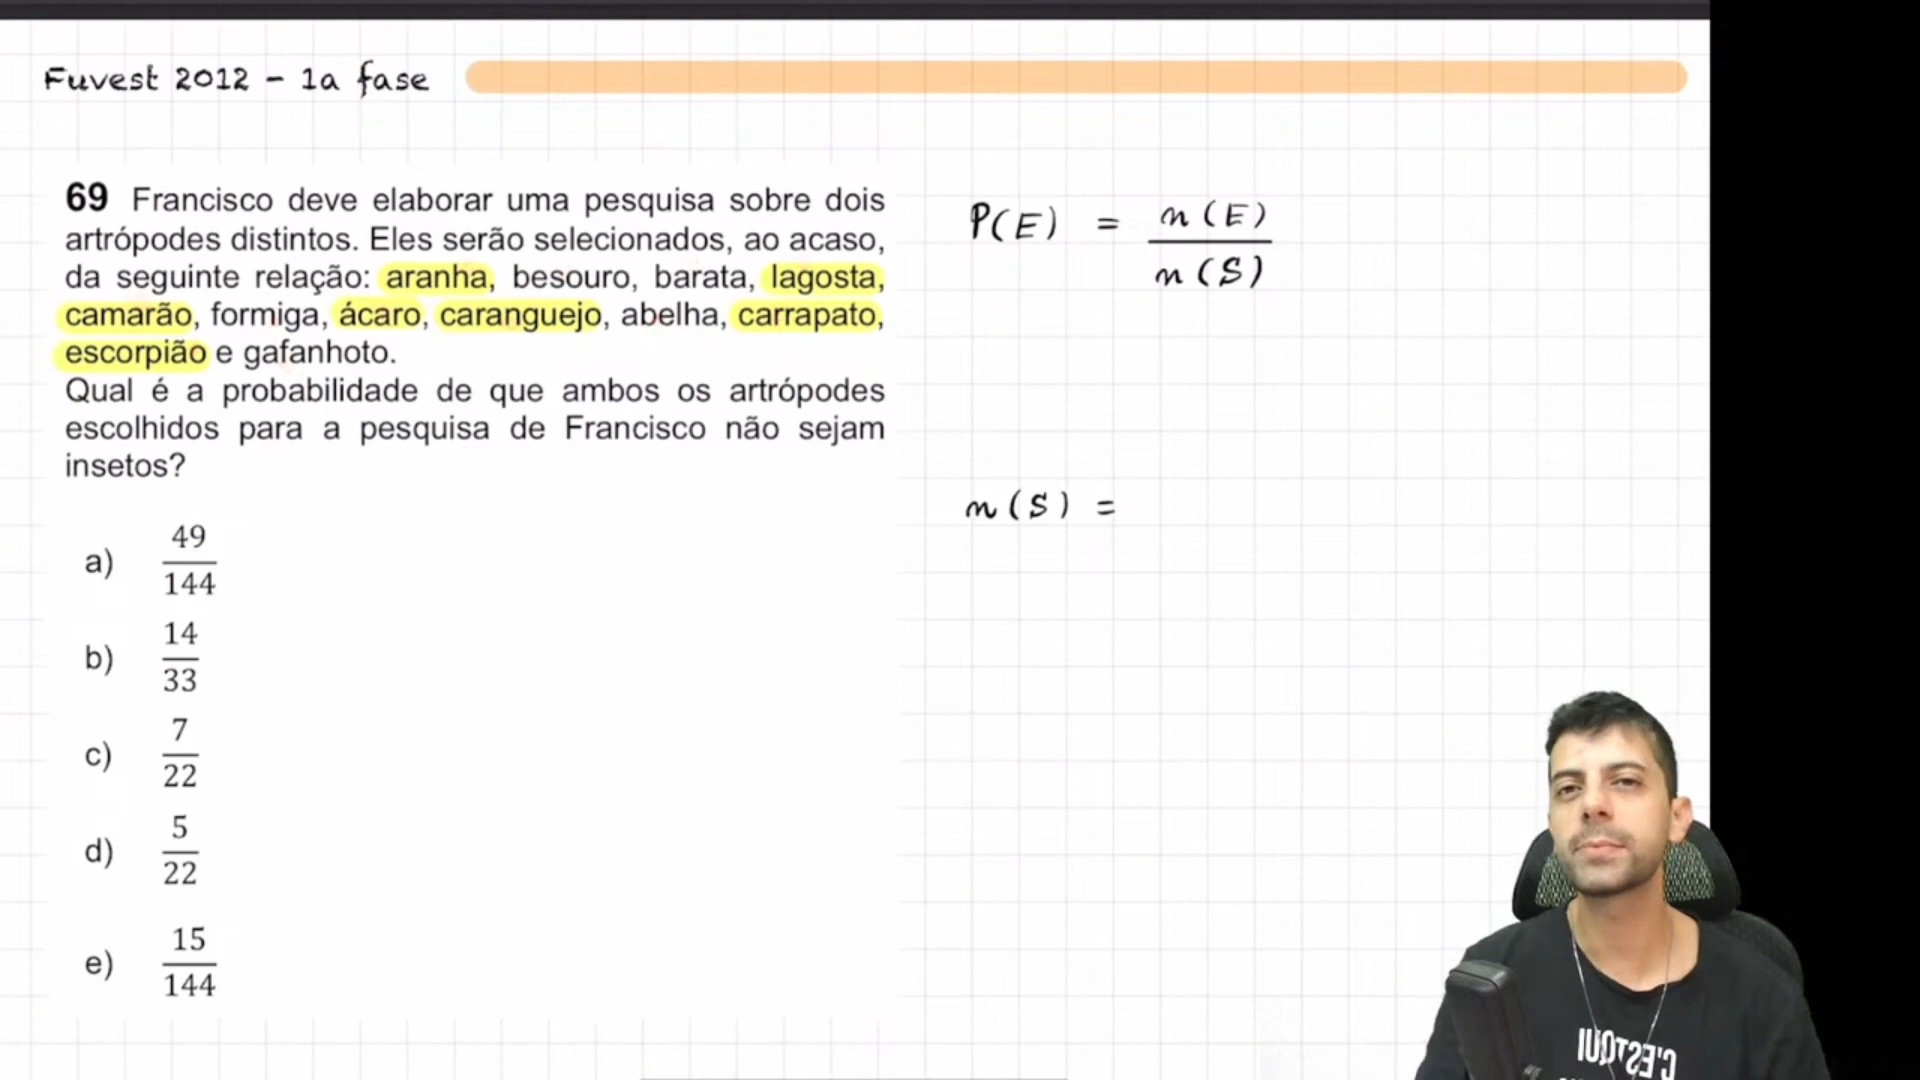 Fuvest 2012 - 1a fase
69 Francisco deve elaborar uma pesquisa sobre dois
artrópodes distintos. Eles serão selecionados, ao acaso,
da seguinte relação: aranha, besouro, barata, lagosta,
camarão, formiga, ácaro, caranguejo, abelha, carrapato,
escorpião e gafanhoto.
Qual é a probabilidade de que ambos os artrópodes
escolhidos para a pesquisa de Francisco não sejam
insetos?
a) 49/144
b) 14/33
c) 7/22
d) 5/22
e) 15/144
P(E) = n(E)/n(S)
n(S) =
C'ESTQUI